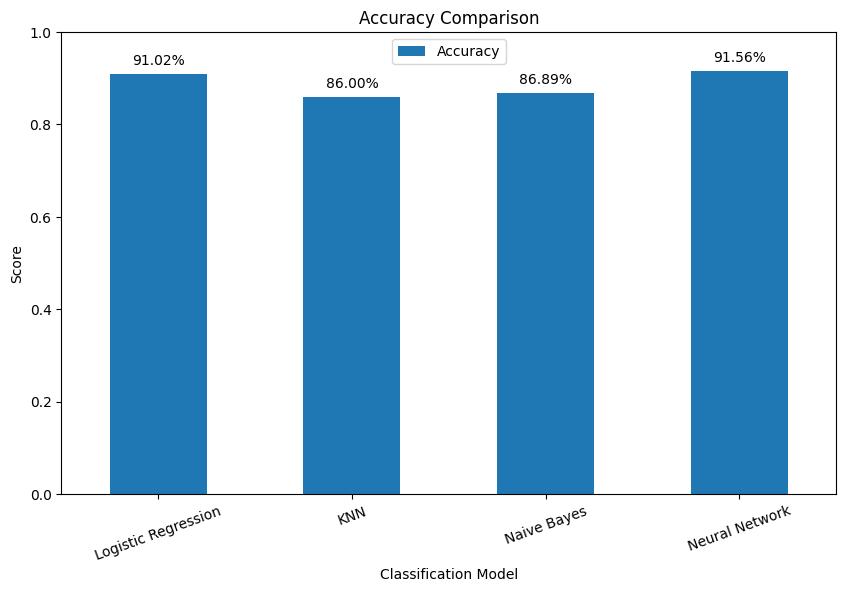 Accuracy Comparison
1.0
0.8
0.6
0.4
0.2
0.0
Score
Accuracy
91.02%
86.00%
86.89%
91.56%
Logistic Regression
KNN
Naive Bayes
Neural Network
Classification Model